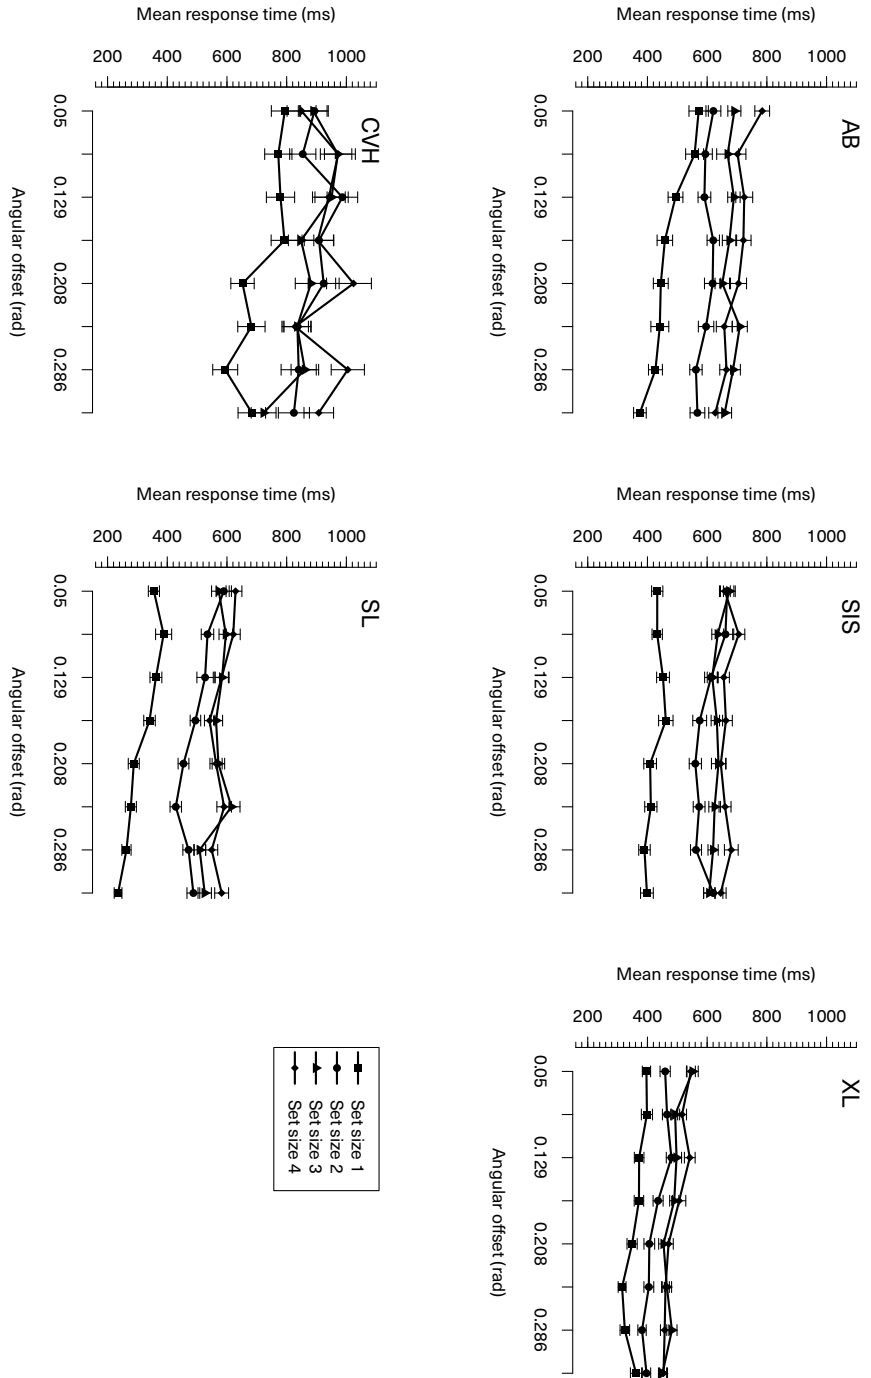 AB
Mean response time (ms)
1000
800
600
400
200
0.05 0.129 0.208 0.286
Angular offset (rad)
SIS
Mean response time (ms)
1000
800
600
400
200
0.05 0.129 0.208 0.286
Angular offset (rad)
XL
Mean response time (ms)
1000
800
600
400
200
0.05 0.129 0.208 0.286
Angular offset (rad)
CVH
Mean response time (ms)
1000
800
600
400
200
0.05 0.129 0.208 0.286
Angular offset (rad)
SL
Mean response time (ms)
1000
800
600
400
200
0.05 0.129 0.208 0.286
Angular offset (rad)
Set size 1
Set size 2
Set size 3
Set size 4